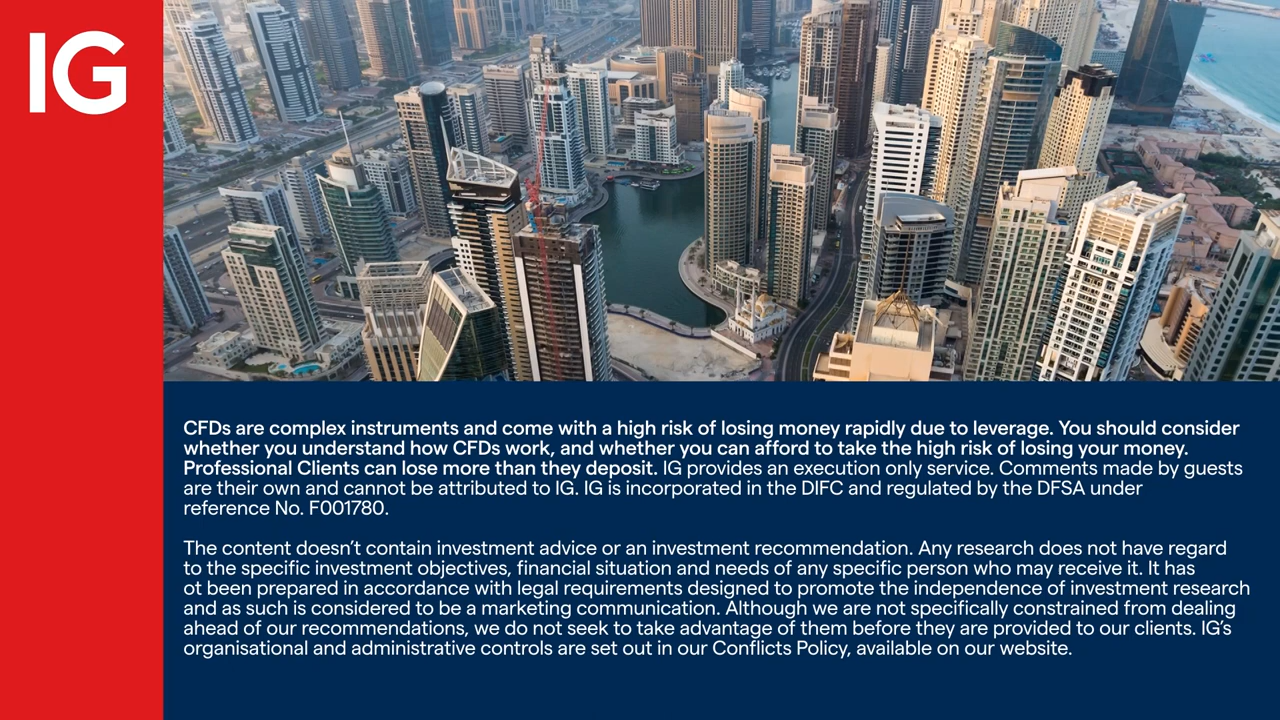 IG
CFDs are complex instruments and come with a high risk of losing money rapidly due to leverage. You should consider
whether you understand how CFDs work, and whether you can afford to take the high risk of losing your money.
Professional Clients can lose more than they deposit. IG provides an execution only service. Comments made by guests
are their own and cannot be attributed to IG. IG is incorporated in the DIFC and regulated by the DFSA under
reference No. F001780.
The content doesn’t contain investment advice or an investment recommendation. Any research does not have regard
to the specific investment objectives, financial situation and needs of any specific person who may receive it. It has
ot been prepared in accordance with legal requirements designed to promote the independence of investment research
and as such is considered to be a marketing communication. Although we are not specifically constrained from dealing
ahead of our recommendations, we do not seek to take advantage of them before they are provided to our clients. IG’s
organisational and administrative controls are set out in our Conflicts Policy, available on our website.